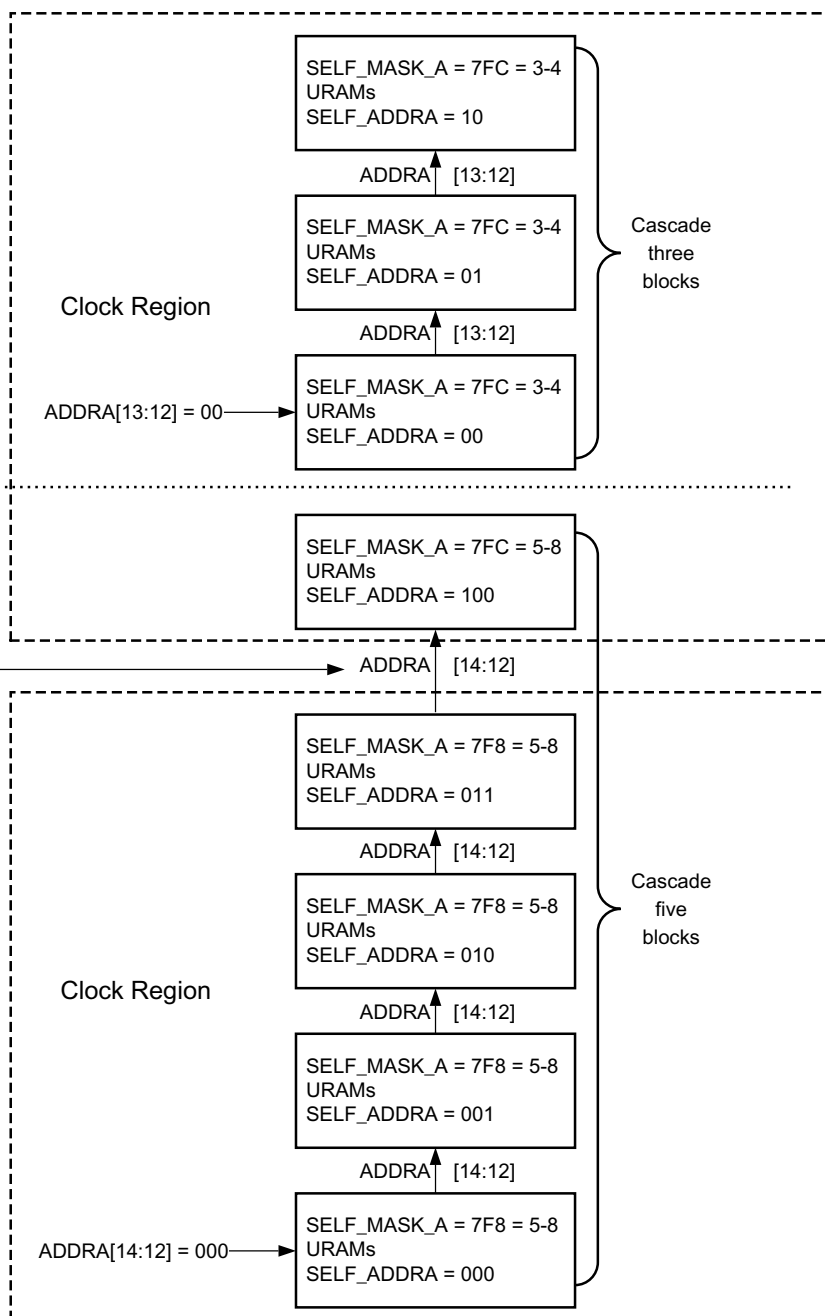 SELF_MASK_A = 7FC = 3-4
URAMs
SELF_ADDRA = 10
ADDRA [13:12]
SELF_MASK_A = 7FC = 3-4
URAMs
SELF_ADDRA = 01
Cascade
three
blocks
Clock Region
ADDRA [13:12]
SELF_MASK_A = 7FC = 3-4
URAMs
SELF_ADDRA = 00
ADDRA[13:12] = 00
SELF_MASK_A = 7FC = 5-8
URAMs
SELF_ADDRA = 100
ADDRA [14:12]
SELF_MASK_A = 7F8 = 5-8
URAMs
SELF_ADDRA = 011
ADDRA [14:12]
SELF_MASK_A = 7F8 = 5-8
URAMs
SELF_ADDRA = 010
Cascade
five
blocks
Clock Region
ADDRA [14:12]
SELF_MASK_A = 7F8 = 5-8
URAMs
SELF_ADDRA = 001
ADDRA [14:12]
SELF_MASK_A = 7F8 = 5-8
URAMs
SELF_ADDRA = 000
ADDRA[14:12] = 000